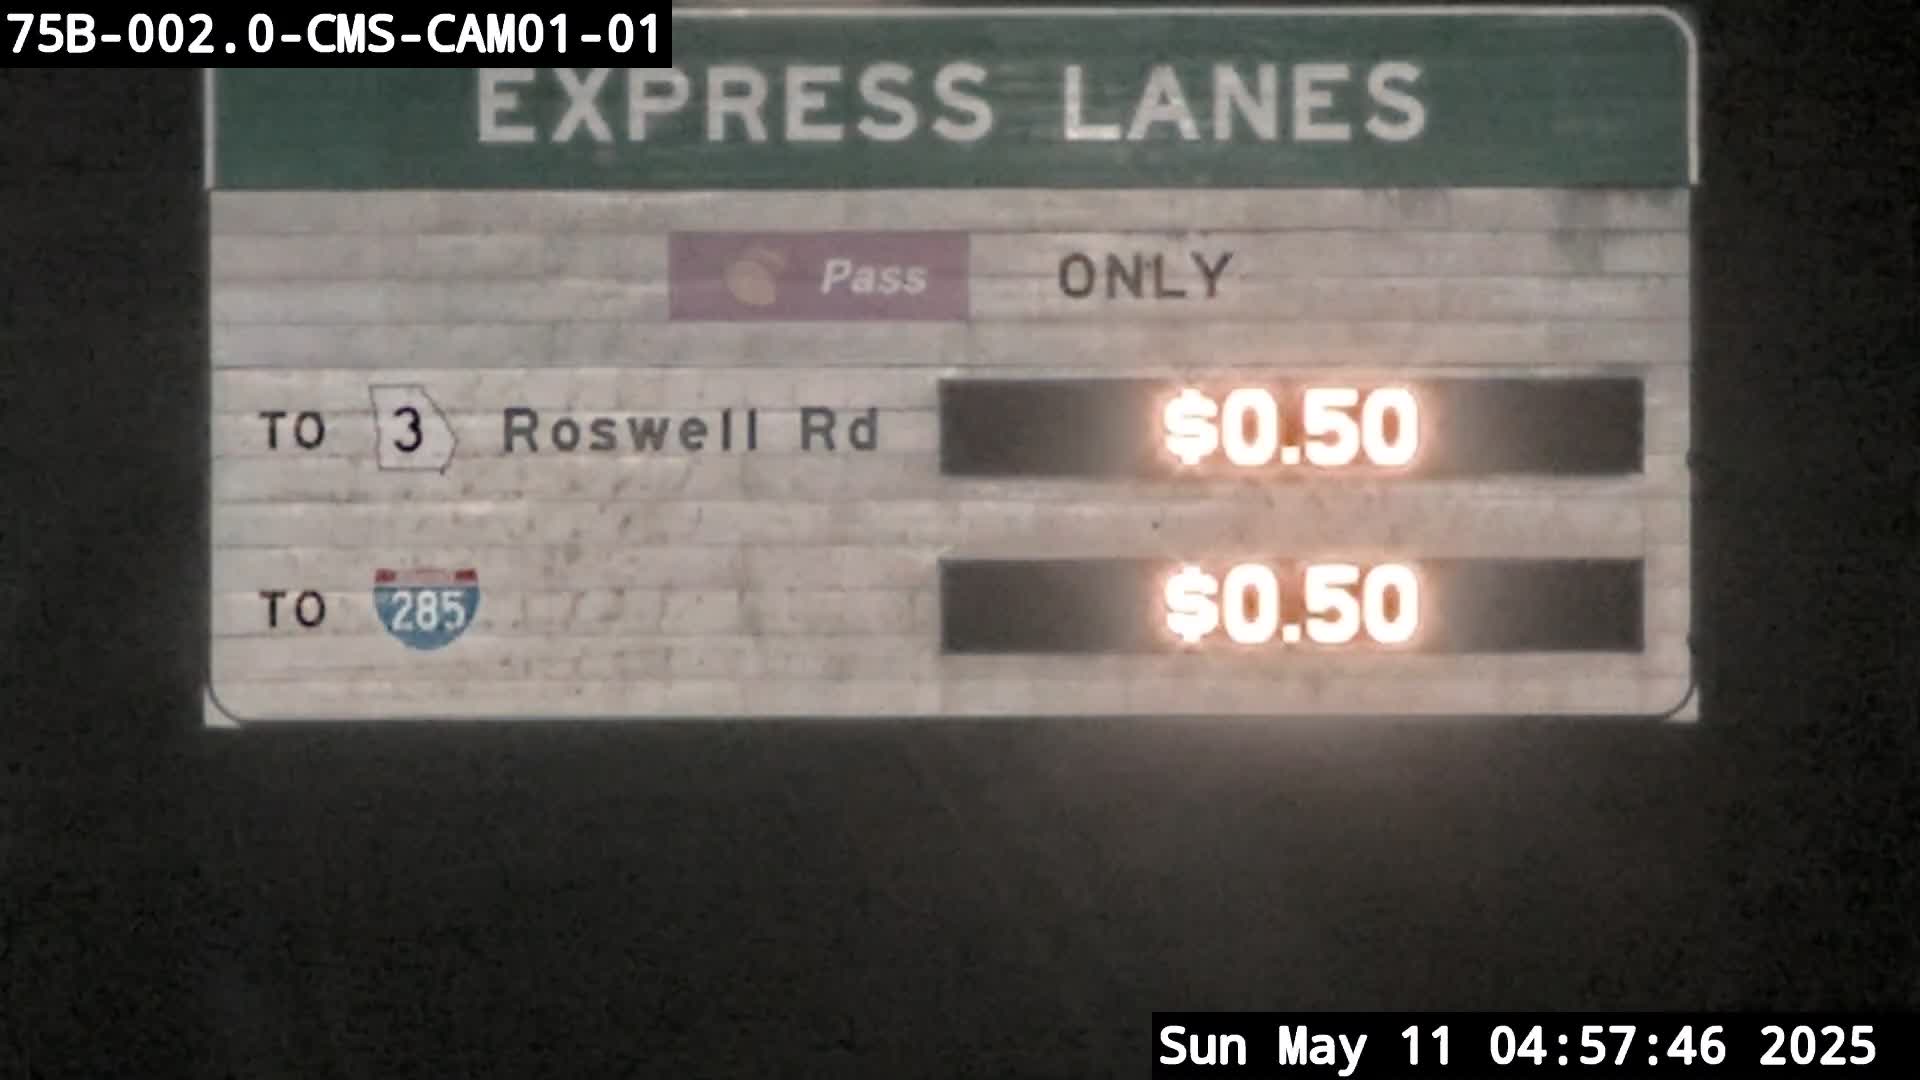 75B-002.0-CMS-CAM01-01
EXPRESS LANES
Pass ONLY
TO 3 Roswell Rd $0.50
TO 285 $0.50
Sun May 11 04:57:46 2025